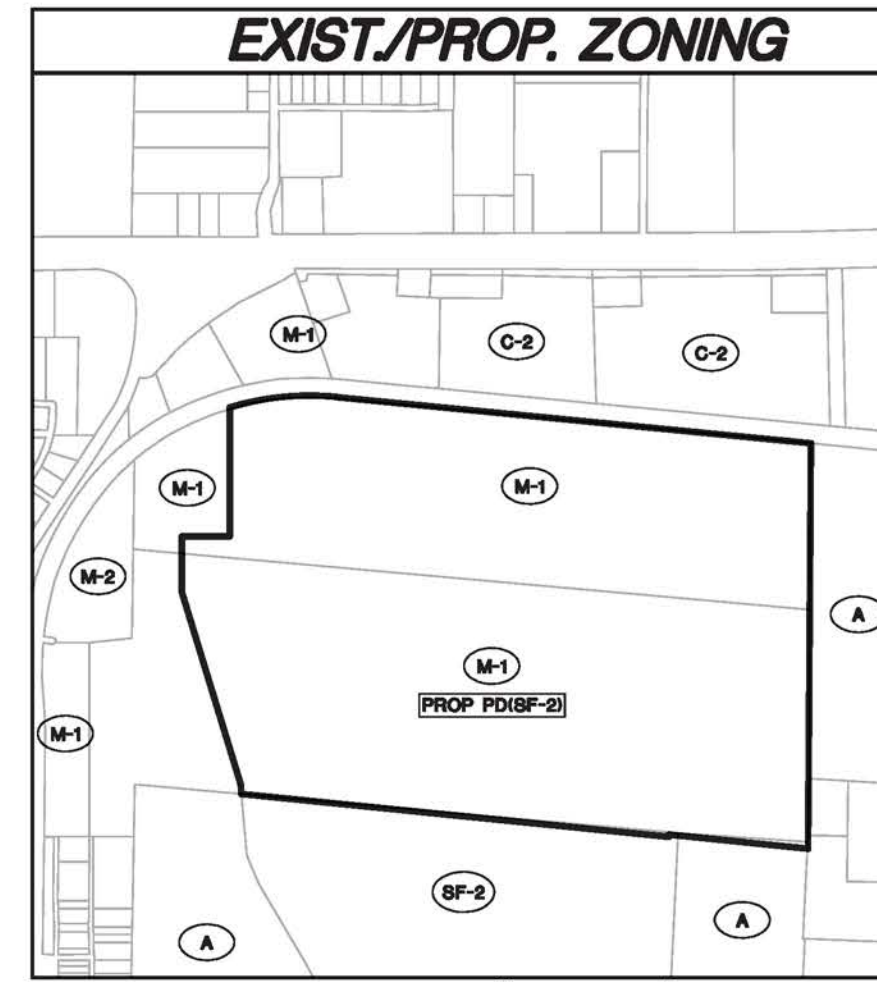 EXIST./PROP. ZONING
M-1
C-2
C-2
M-1
M-1
M-2
A
M-1
PROP PD(SF-2)
M-1
SF-2
A
A